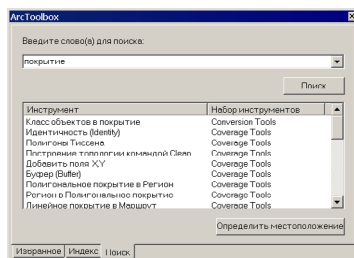 ArcToolbox
Введите слово(а) для поиска:
покрытие
Поиск
Инструмент Набор инструментов
Класс объектов в покрытие Conversion Tools
Идентичность (Identity) Coverage Tools
Полигоны Тиссена Coverage Tools
Построение топологии командой Clean Coverage Tools
Добавить поля X,Y Coverage Tools
Буфер (Buffer) Coverage Tools
Полигональное покрытие в Регион Coverage Tools
Регион в Полигональное покрытие Coverage Tools
Линейное покрытие в Маршрут Coverage Tools
Определить местоположение
Избранное Индекс Поиск